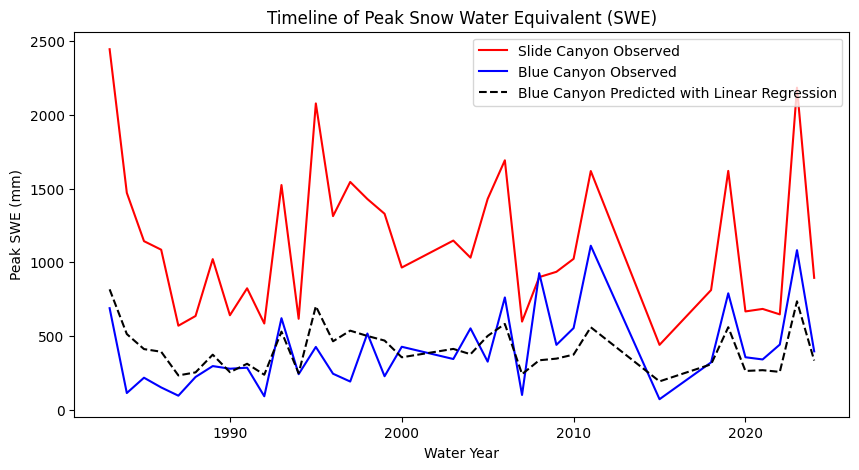 Timeline of Peak Snow Water Equivalent (SWE)
Slide Canyon Observed
Blue Canyon Observed
Blue Canyon Predicted with Linear Regression
Peak SWE (mm)
2500
2000
1500
1000
500
0
1990
2000
2010
2020
Water Year